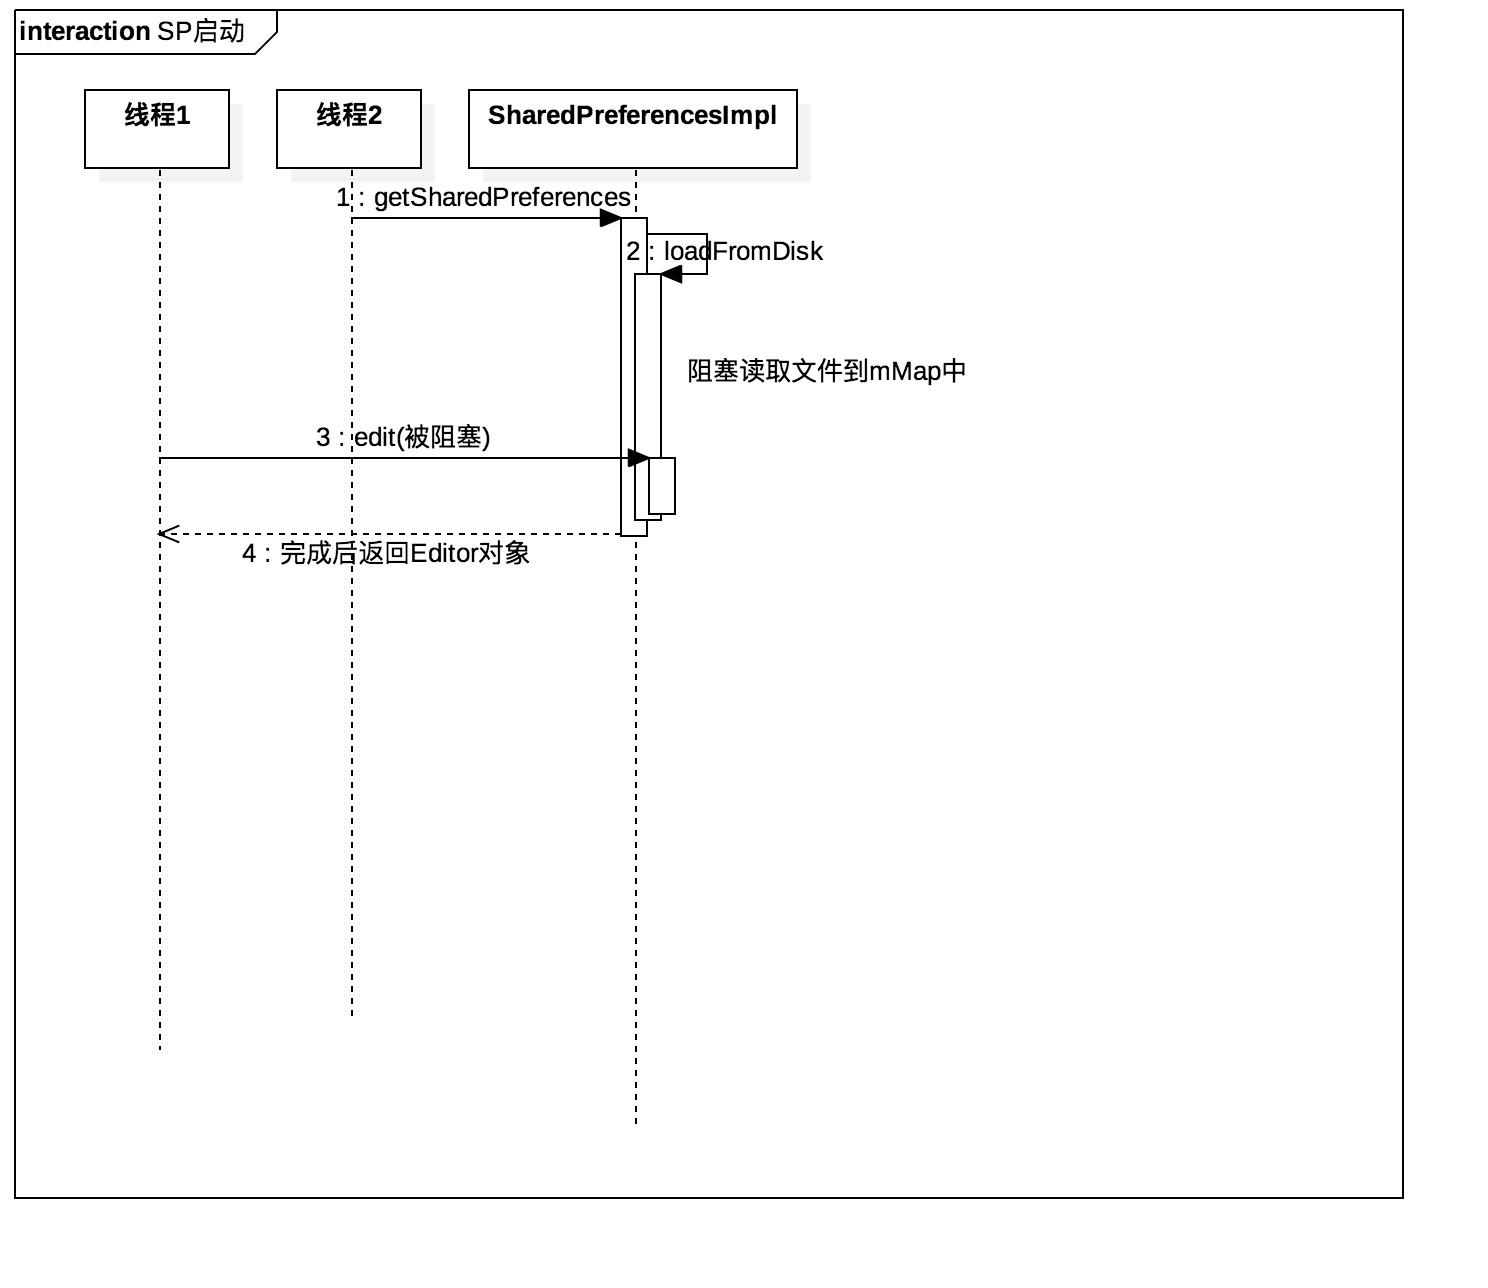 interaction SP启动
线程1
线程2
SharedPreferencesImpl
1 : getSharedPreferences
2 : loadFromDisk
阻塞读取文件到mMap中
3 : edit(被阻塞)
4 : 完成后返回Editor对象